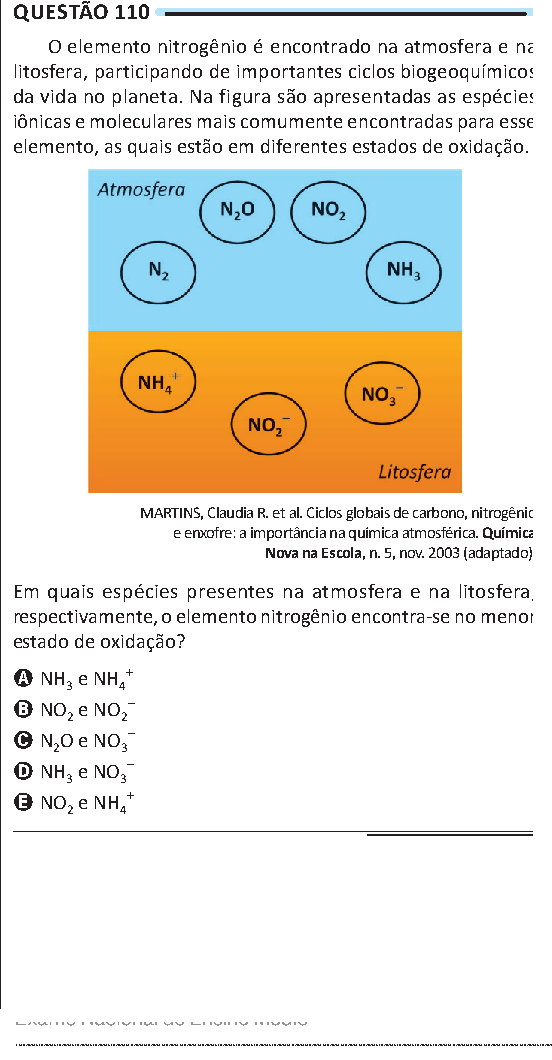 QUESTÃO 110
O elemento nitrogênio é encontrado na atmosfera e na
litosfera, participando de importantes ciclos biogeoquímicos
da vida no planeta. Na figura são apresentadas as espécies
iônicas e moleculares mais comumente encontradas para esse
elemento, as quais estão em diferentes estados de oxidação.
Atmosfera
N₂O NO₂
N₂ NH₃
NH₄⁺ NO₃⁻
NO₂⁻
Litosfera
MARTINS, Claudia R. et al. Ciclos globais de carbono, nitrogênio
e enxofre: a importância na química atmosférica. Química
Nova na Escola, n. 5, nov. 2003 (adaptado)
Em quais espécies presentes na atmosfera e na litosfera,
respectivamente, o elemento nitrogênio encontra-se no menor
estado de oxidação?
A NH₃ e NH₄⁺
B NO₂ e NO₂⁻
C N₂O e NO₃⁻
D NH₃ e NO₃⁻
E NO₂ e NH₄⁺